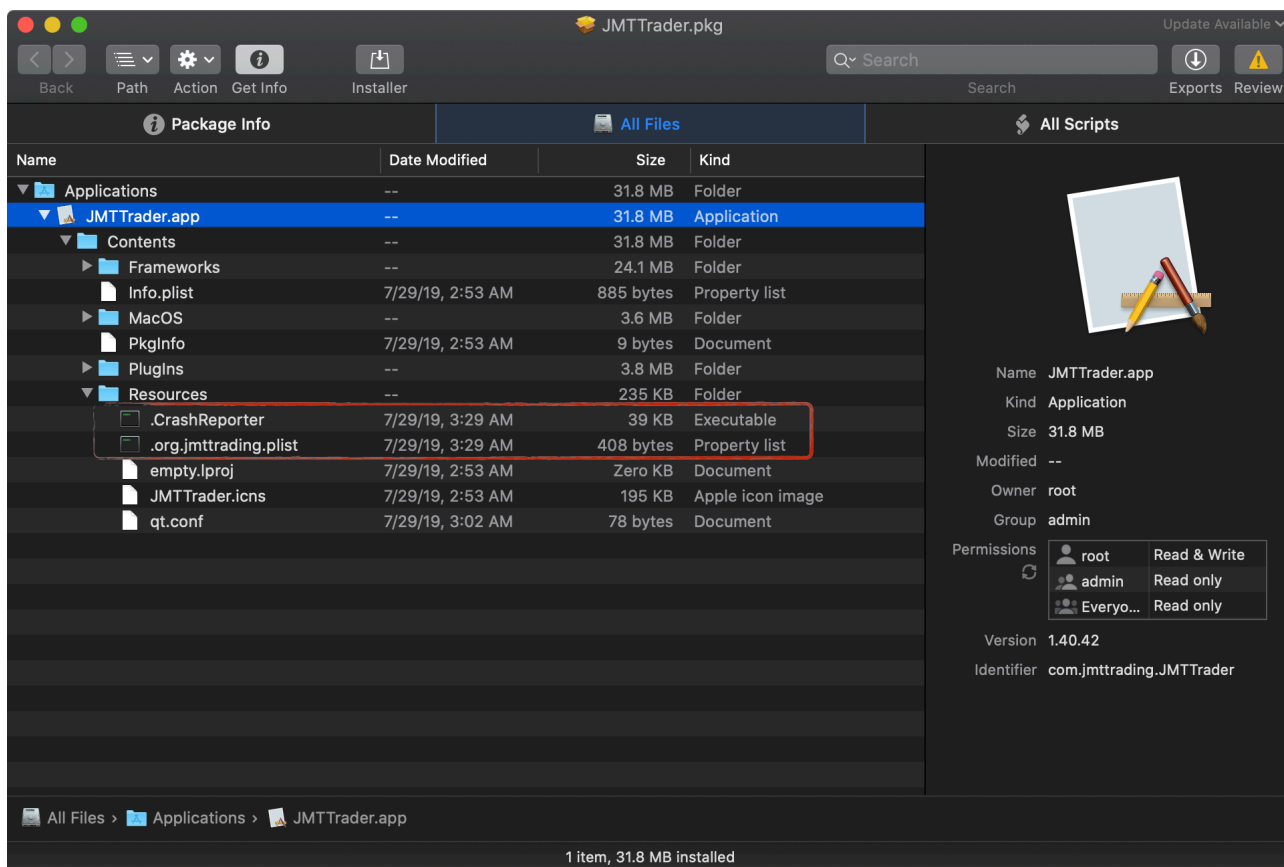 JMTTrader.pkg
Update Available
Back Path Action Get Info Installer Search Search Exports Review
Package Info All Files All Scripts
Name Date Modified Size Kind
Applications -- 31.8 MB Folder
JMTTrader.app -- 31.8 MB Application
Contents -- 31.8 MB Folder
Frameworks -- 24.1 MB Folder
Info.plist 7/29/19, 2:53 AM 885 bytes Property list
MacOS -- 3.6 MB Folder
PkgInfo 7/29/19, 2:53 AM 9 bytes Document
PlugIns -- 3.8 MB Folder
Resources -- 235 KB Folder
.CrashReporter 7/29/19, 3:29 AM 39 KB Executable
.org.jmttrading.plist 7/29/19, 3:29 AM 408 bytes Property list
empty.lproj 7/29/19, 2:53 AM Zero KB Document
JMTTrader.icns 7/29/19, 2:53 AM 195 KB Apple icon image
qt.conf 7/29/19, 3:02 AM 78 bytes Document
Name JMTTrader.app
Kind Application
Size 31.8 MB
Modified --
Owner root
Group admin
Permissions
root Read & Write
admin Read only
Everyo... Read only
Version 1.40.42
Identifier com.jmttrading.JMTTrader
All Files › Applications › JMTTrader.app
1 item, 31.8 MB installed